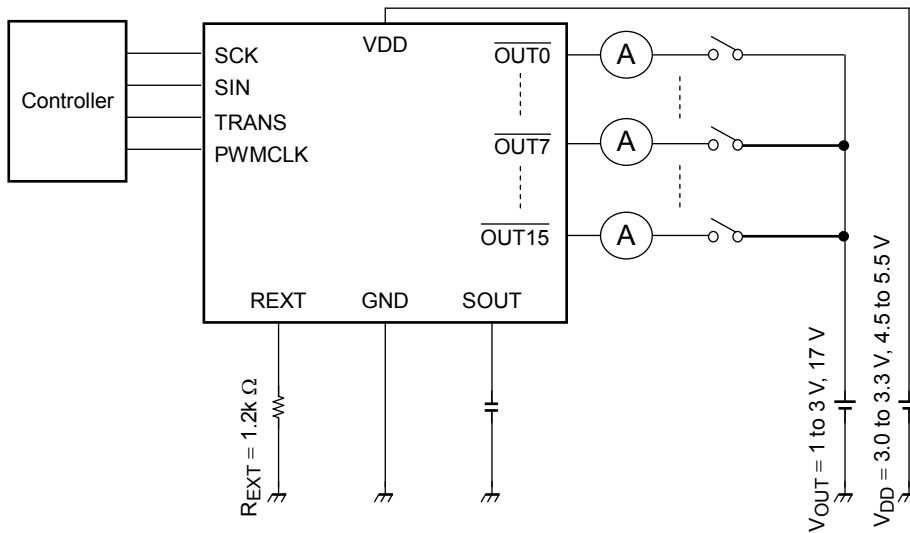 Controller
SCK
SIN
TRANS
PWMCLK
VDD
OUT0
OUT7
OUT15
A
A
A
REXT
GND
SOUT
REXT = 1.2k Ω
VOUT = 1 to 3 V, 17 V
VDD = 3.0 to 3.3 V, 4.5 to 5.5 V